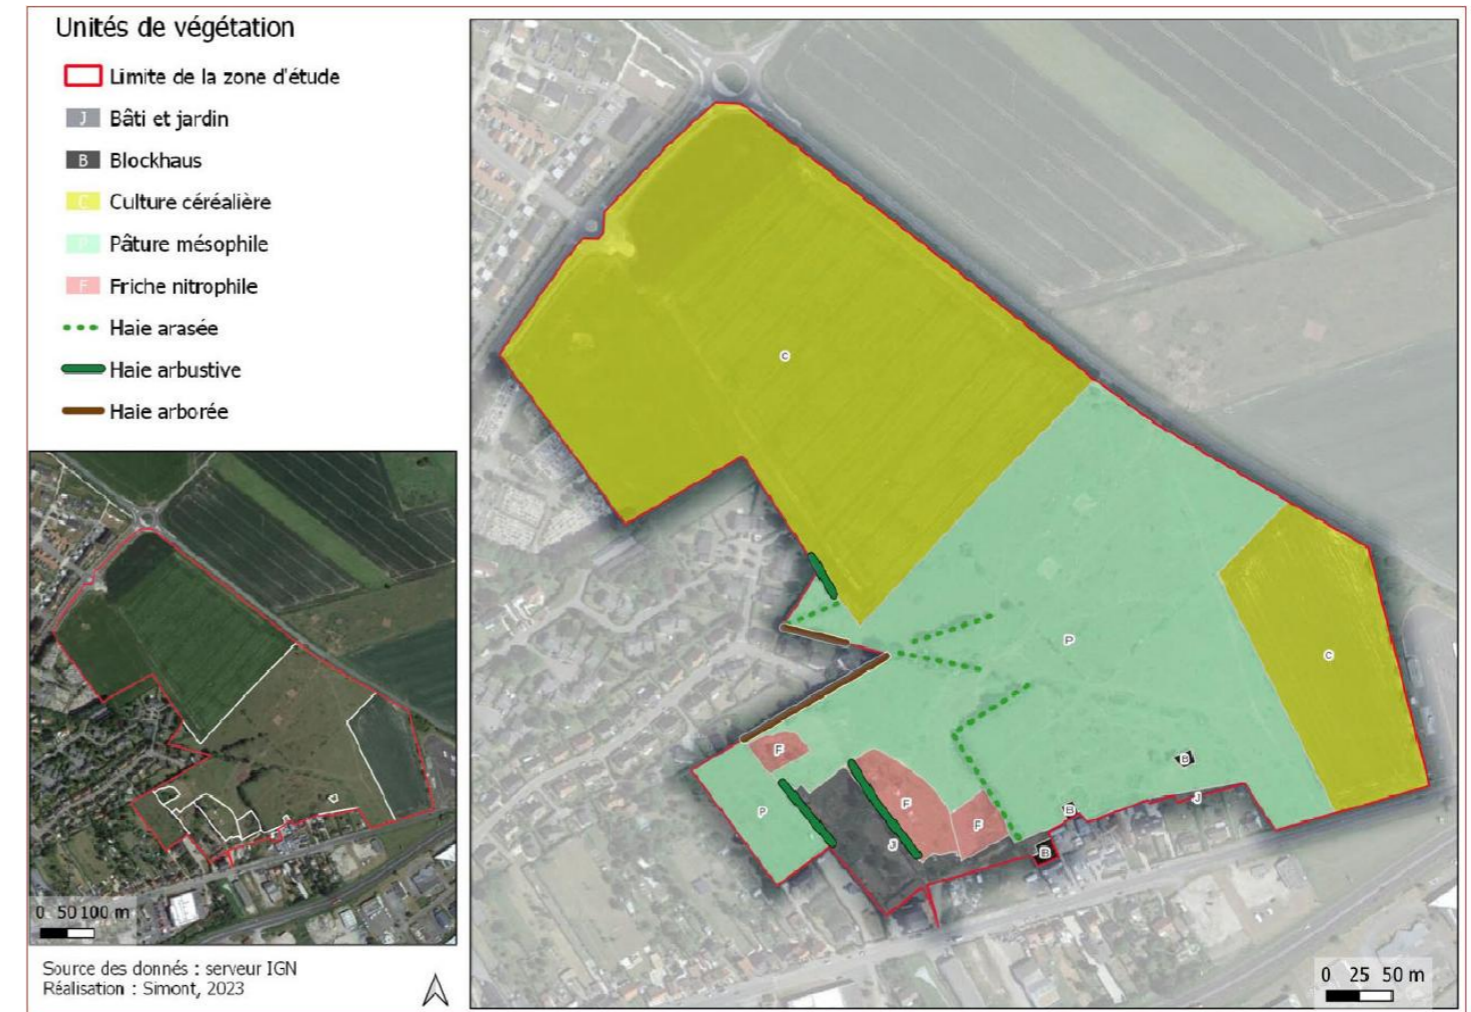 Unités de végétation
Limite de la zone d'étude
J Bâti et jardin
B Blockhaus
C Culture céréalière
P Pâture mésophile
F Friche nitrophile
Haie arasée
Haie arbustive
Haie arborée
C
P
C
F
B
J
P
F
B
F
J
B
0 50 100 m
0 25 50 m
Source des donnés : serveur IGN
Réalisation : Simont, 2023